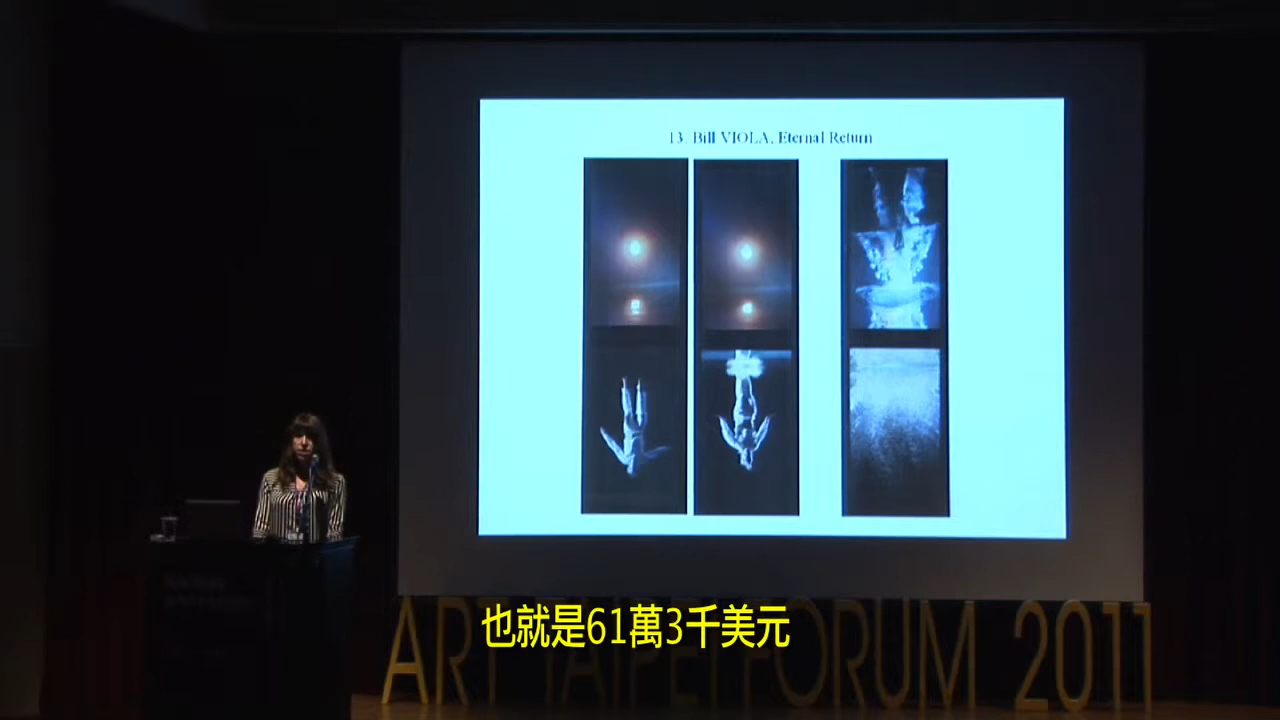 13. Bill VIOLA, Eternal Return
也就是61萬3千美元
ART TAIPEI FORUM 2011